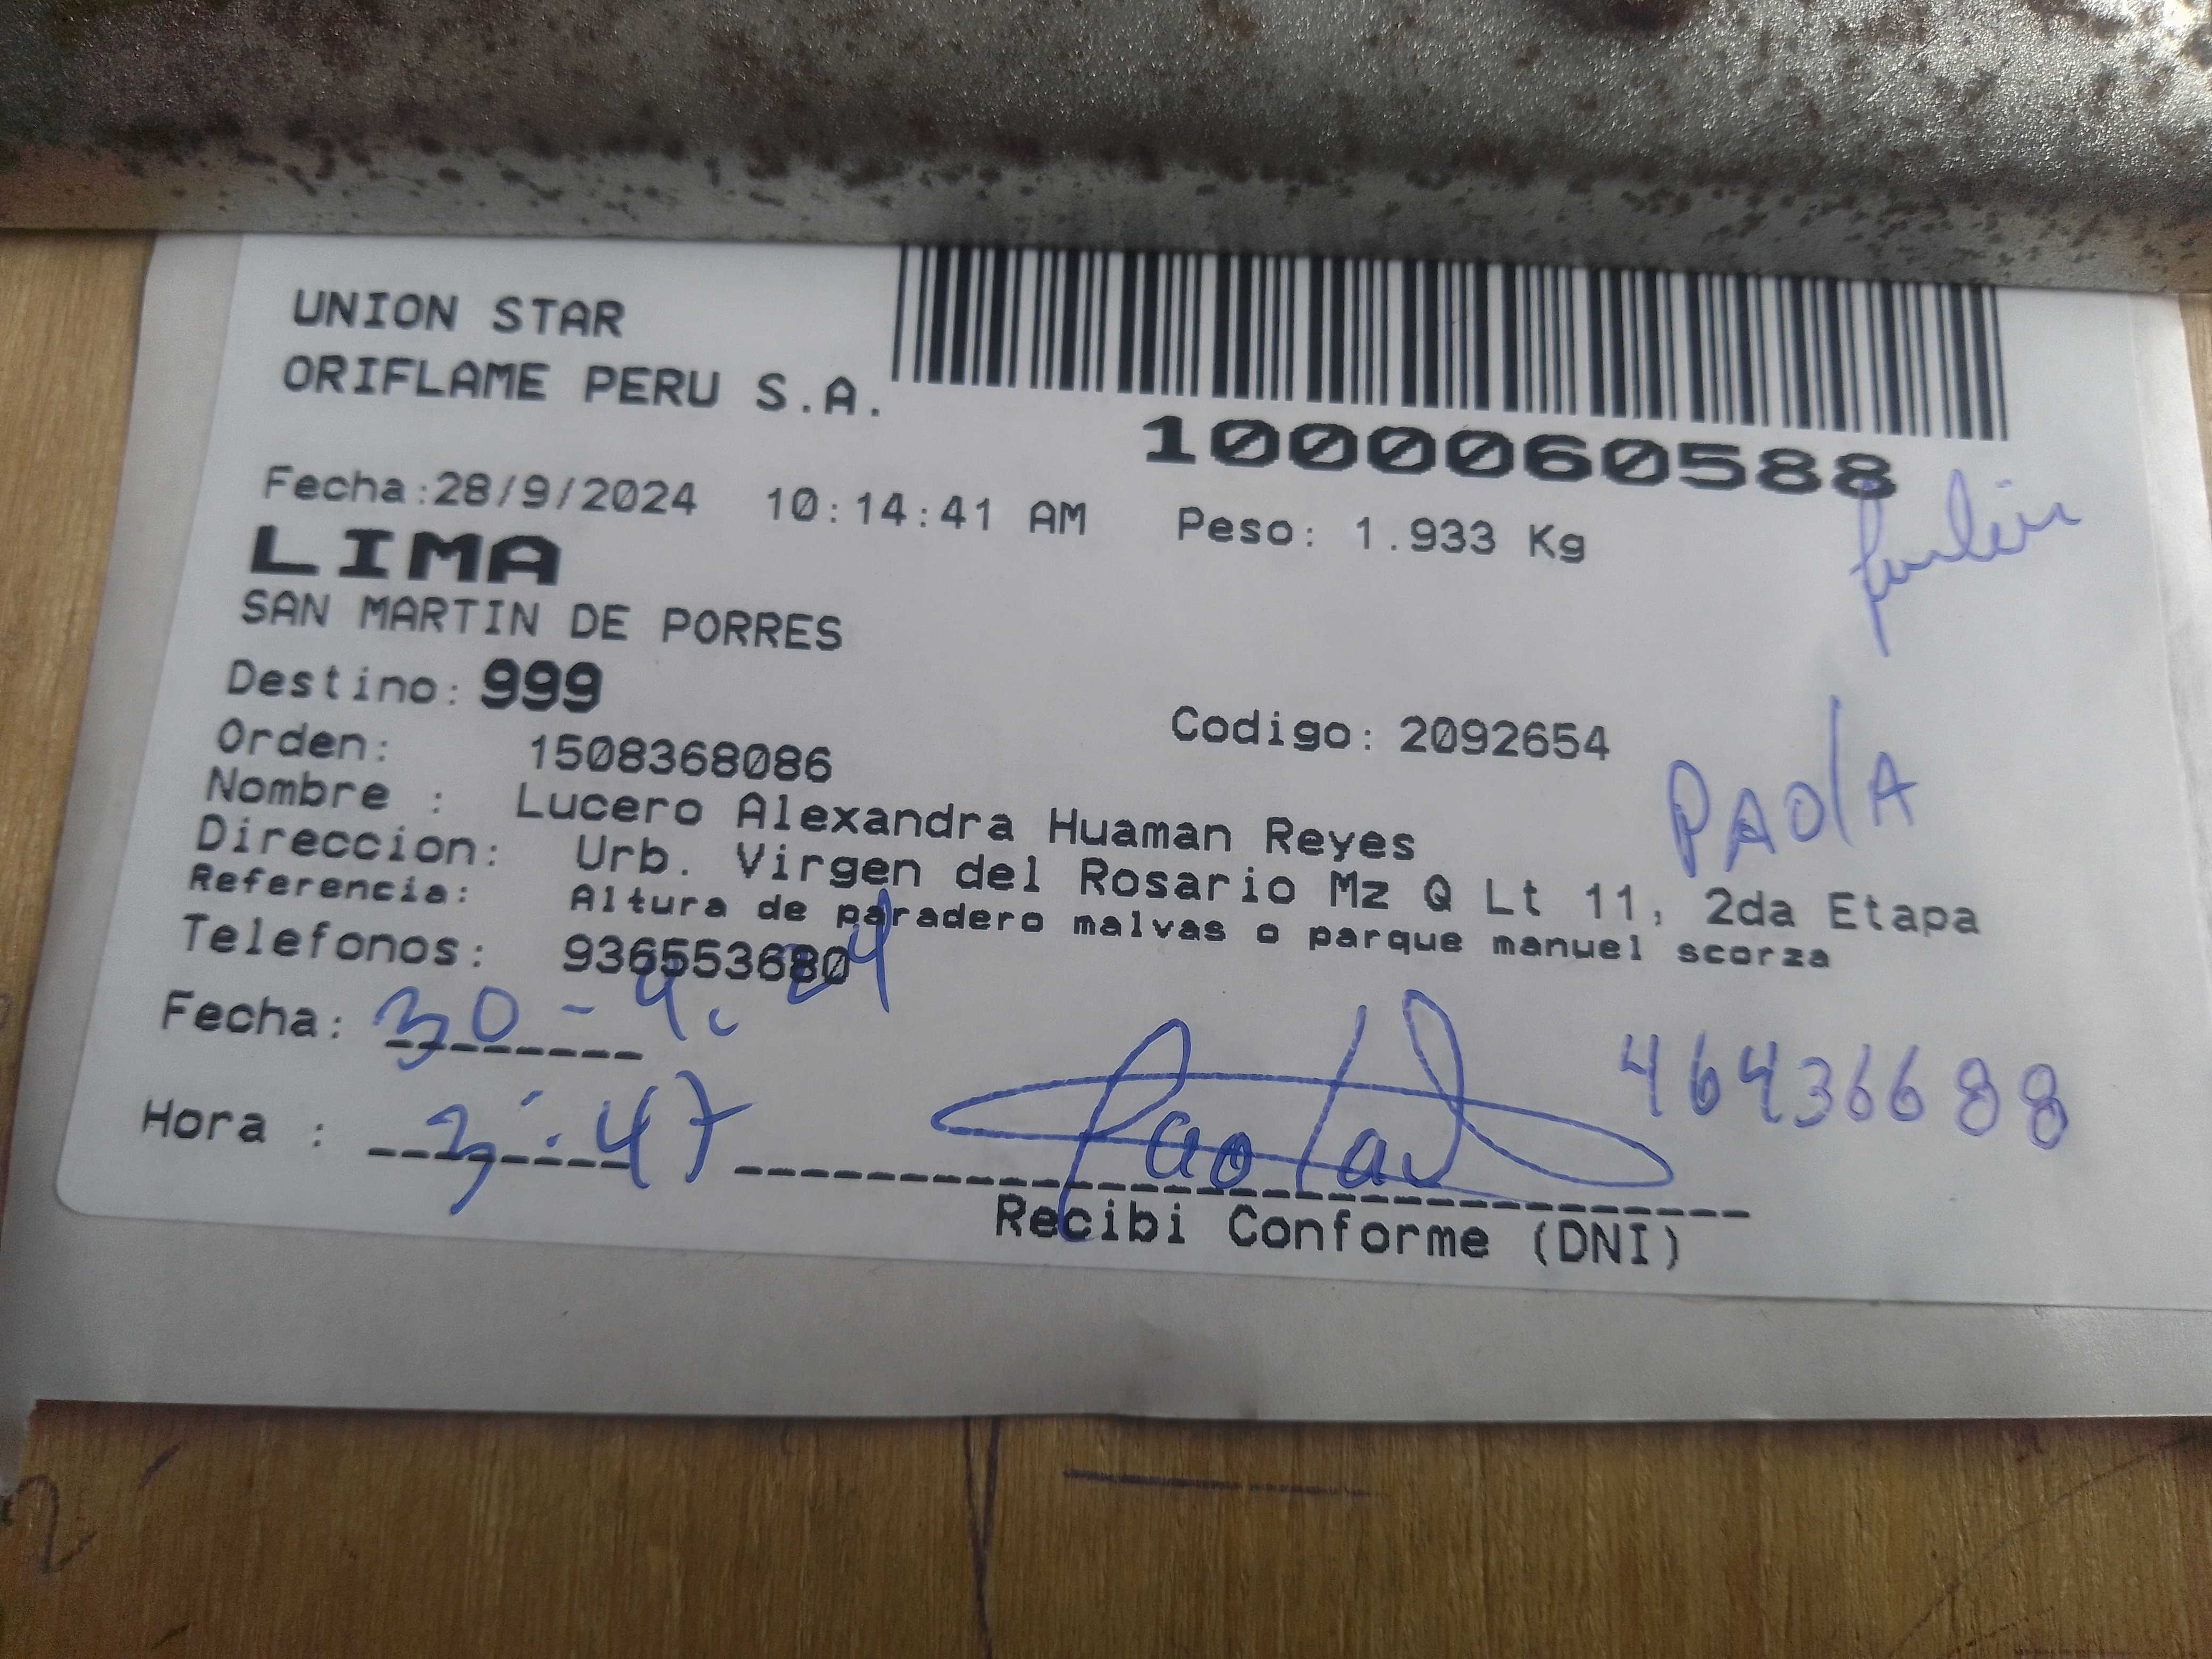 UNION STAR
ORIFLAME PERU S.A.
1000060588
Fecha:28/9/2024 10:14:41 AM Peso: 1.933 Kg
LIMA
SAN MARTIN DE PORRES
Destino: 999
Codigo: 2092654
Orden: 1508368086
Nombre : Lucero Alexandra Huaman Reyes
PAolA
Direccion: Urb. Virgen del Rosario Mz Q Lt 11, 2da Etapa
Referencia: Altura de paradero malvas o parque manuel scorza
Telefonos: 936553680
Fecha: 30-9. 24
46436688
Hora : 3:47
Paola
Recibi Conforme (DNI)